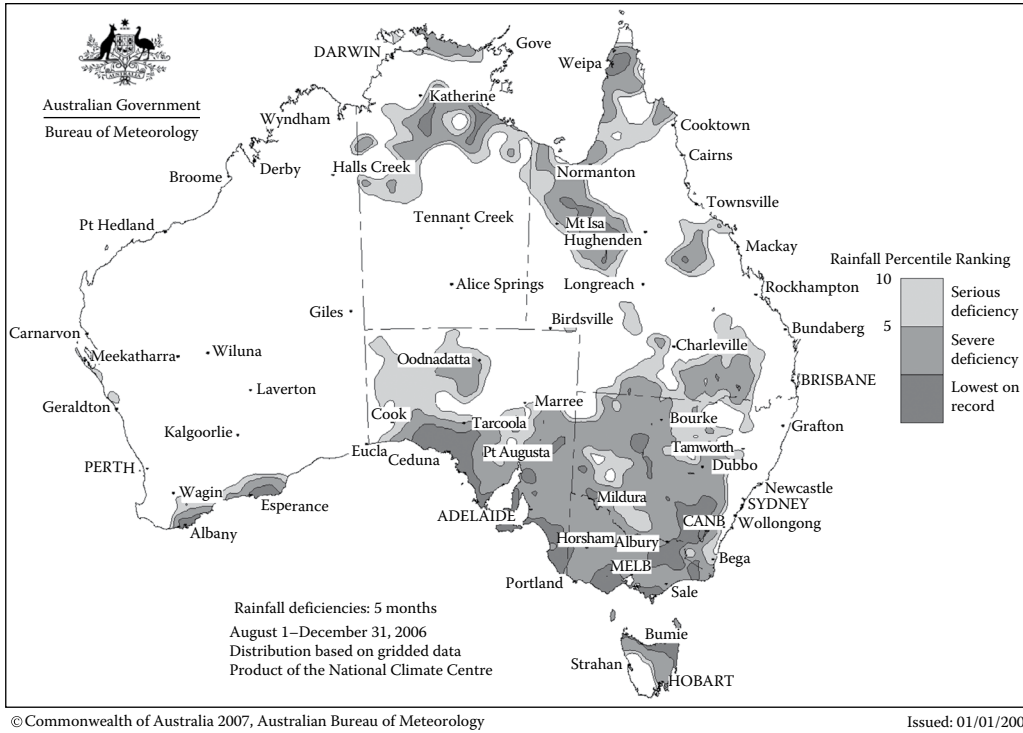 Australian Government
Bureau of Meteorology
DARWIN
Gove
Weipa
Katherine
Wyndham
Cooktown
Cairns
Derby
Halls Creek
Broome
Normanton
Townsville
Tennant Creek
Mt Isa
Pt Hedland
Hughenden
Mackay
Alice Springs
Longreach
Rockhampton
Giles
Birdsville
Bundaberg
Carnarvon
Meekatharra
Wiluna
Oodnadatta
Charleville
Laverton
BRISBANE
Geraldton
Marree
Cook
Tarcoola
Bourke
Grafton
Kalgoorlie
Eucla
Ceduna
Pt Augusta
Tamworth
Dubbo
PERTH
Wagin
Esperance
Albany
Newcastle
SYDNEY
Mildura
ADELAIDE
CANB
Wollongong
Horsham
Albury
Bega
MELB
Portland
Sale
Bumie
Strahan
HOBART
Rainfall Percentile Ranking
10
Serious
deficiency
5
Severe
deficiency
Lowest on
record
Rainfall deficiencies: 5 months
August 1–December 31, 2006
Distribution based on gridded data
Product of the National Climate Centre
© Commonwealth of Australia 2007, Australian Bureau of Meteorology
Issued: 01/01/200